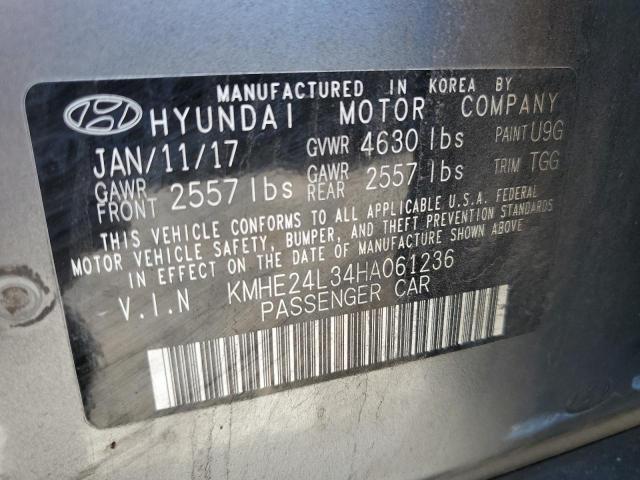 MANUFACTURED IN KOREA BY
HYUNDAI MOTOR COMPANY
JAN/11/17 GVWR 4630 lbs PAINT U9G
GAWR FRONT 2557 lbs GAWR REAR 2557 lbs TRIM TGG
THIS VEHICLE CONFORMS TO ALL APPLICABLE U.S.A. FEDERAL
MOTOR VEHICLE SAFETY, BUMPER, AND THEFT PREVENTION STANDARDS
IN EFFECT ON THE DATE OF MANUFACTURE SHOWN ABOVE.
V.I.N KMHE24L34HA061236
PASSENGER CAR